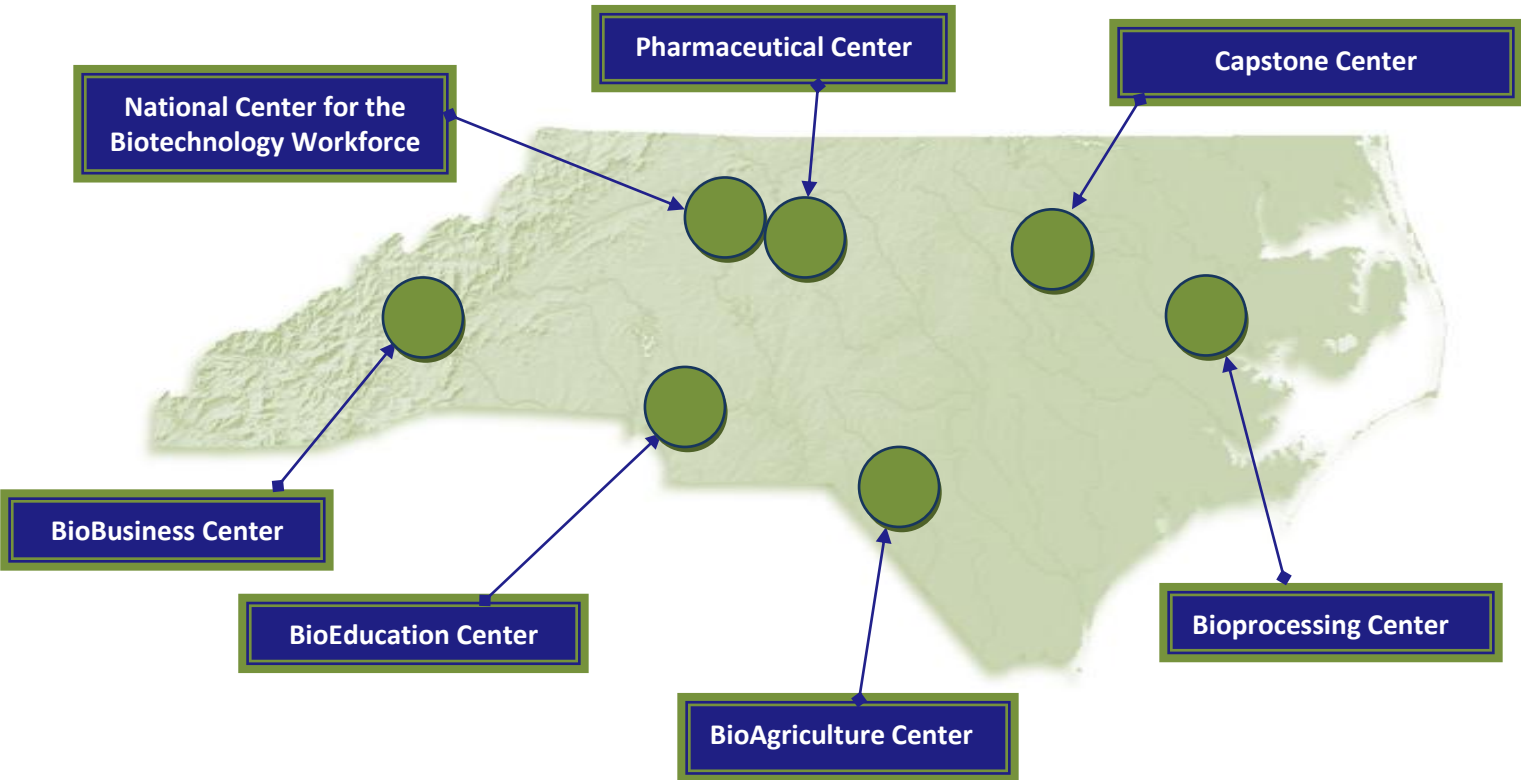 Pharmaceutical Center
Capstone Center
National Center for the
Biotechnology Workforce
BioBusiness Center
BioEducation Center
Bioprocessing Center
BioAgriculture Center